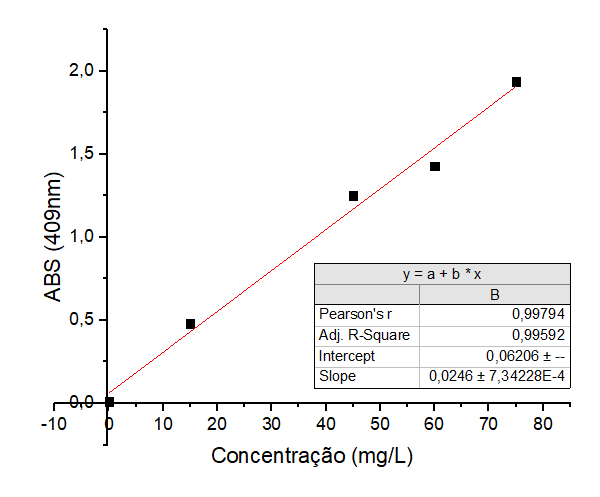 2,0
1,5
1,0
0,5
0,0
ABS (409nm)
y = a + b * x
B
Pearson's r 0,99794
Adj. R-Square 0,99592
Intercept 0,06206 ± --
Slope 0,0246 ± 7,34228E-4
-10 0 10 20 30 40 50 60 70 80
Concentração (mg/L)